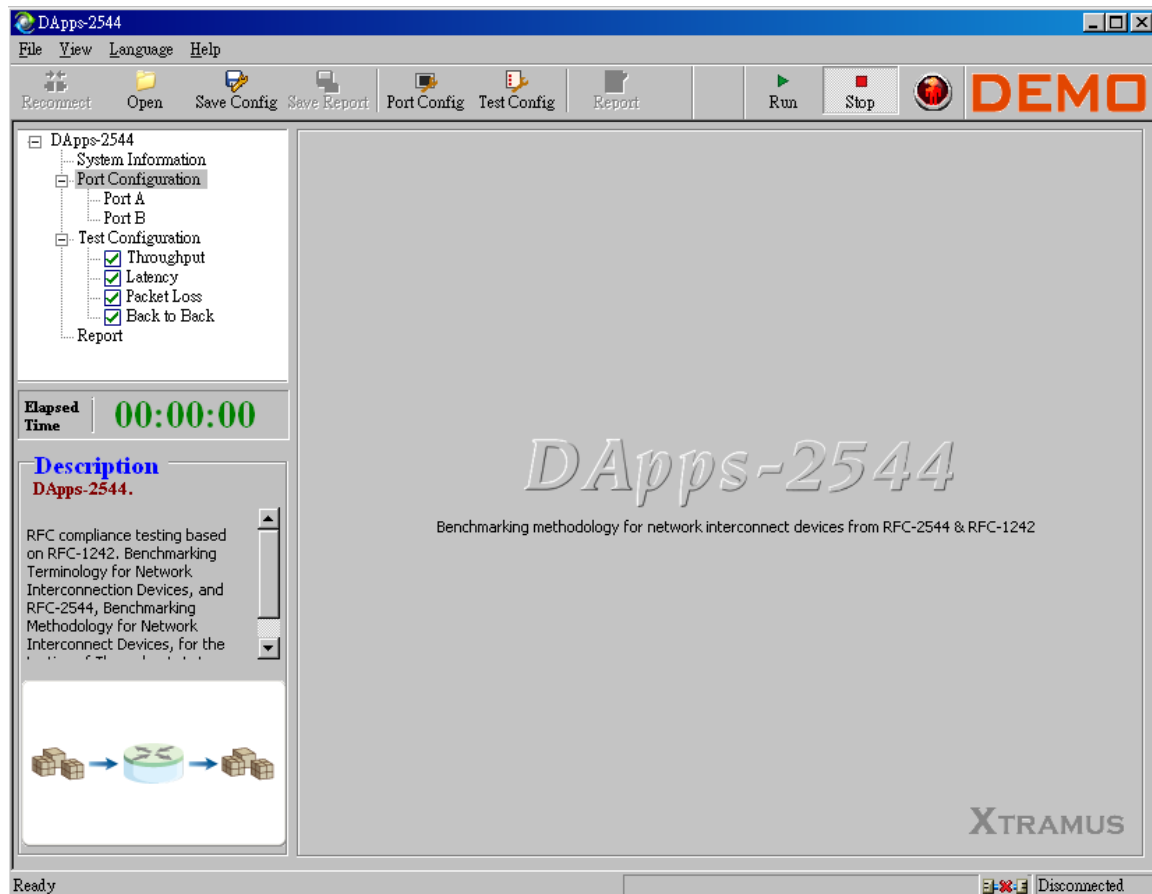 DApps-2544
File View Language Help
Reconnect Open Save Config Save Report Port Config Test Config Report Run Stop DEMO
DApps-2544
System Information
Port Configuration
Port A
Port B
Test Configuration
Throughput
Latency
Packet Loss
Back to Back
Report
Elapsed
Time
00:00:00
Description
DApps-2544.
RFC compliance testing based
on RFC-1242. Benchmarking
Terminology for Network
Interconnection Devices, and
RFC-2544, Benchmarking
Methodology for Network
Interconnect Devices, for the
DApps-2544
Benchmarking methodology for network interconnect devices from RFC-2544 & RFC-1242
XTRAMUS
Ready
Disconnected